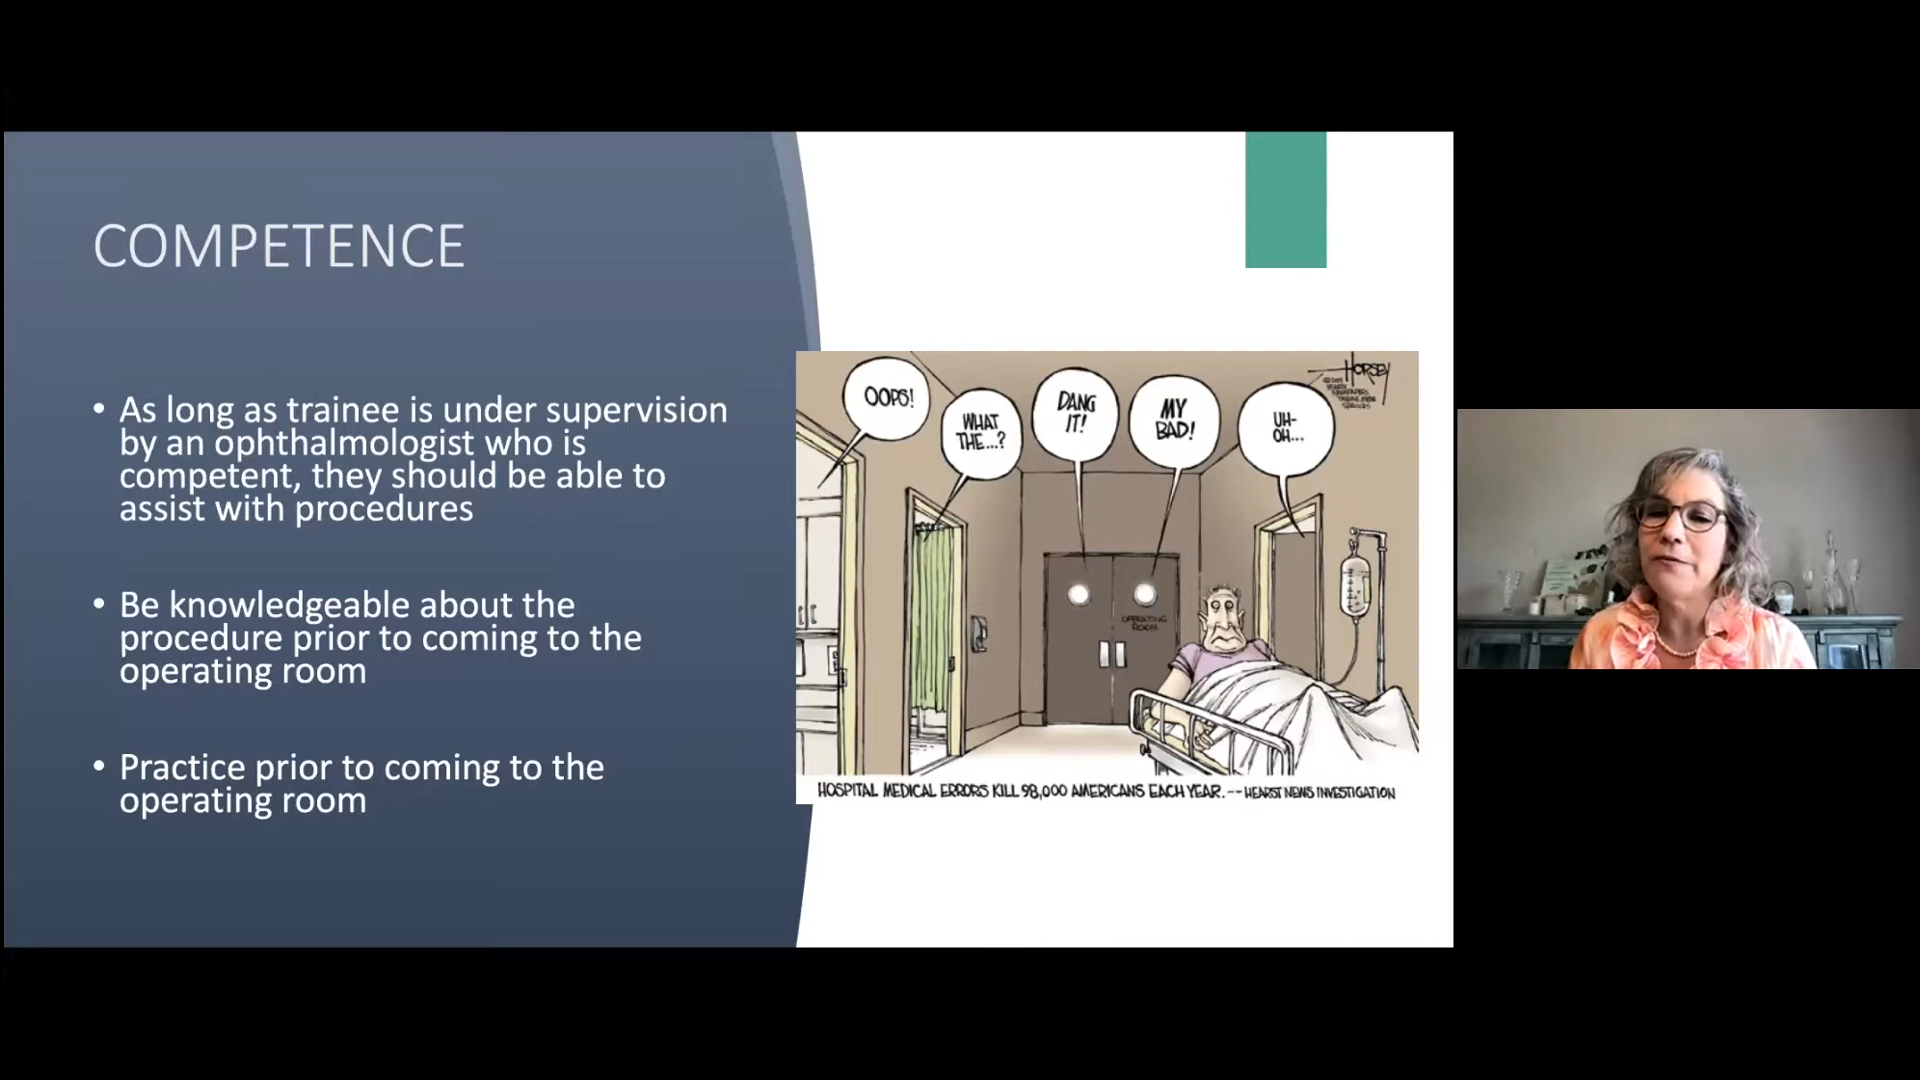 COMPETENCE
• As long as trainee is under supervision
by an ophthalmologist who is
competent, they should be able to
assist with procedures
• Be knowledgeable about the
procedure prior to coming to the
operating room
• Practice prior to coming to the
operating room
OOPS!
WHAT
THE...?
DANG
IT!
MY
BAD!
UH-
OH...
HORSEY
OPERATING
ROOM
HOSPITAL MEDICAL ERRORS KILL 98,000 AMERICANS EACH YEAR. -- HEARST NEWS INVESTIGATION